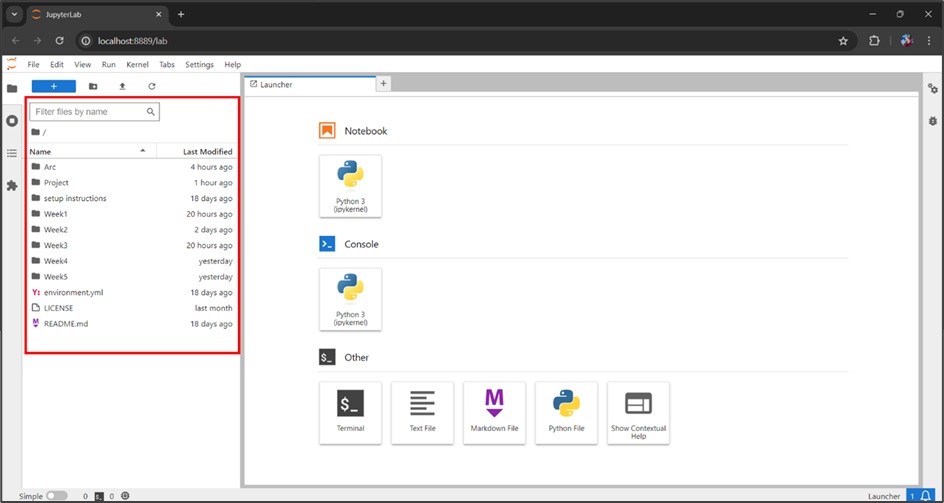 JupyterLab
localhost:8889/lab
File Edit View Run Kernel Tabs Settings Help
Filter files by name
/
Name Last Modified
Arc 4 hours ago
Project 1 hour ago
setup instructions 18 days ago
Week1 20 hours ago
Week2 2 days ago
Week3 20 hours ago
Week4 yesterday
Week5 yesterday
Y: environment.yml 18 days ago
LICENSE last month
README.md 18 days ago
Launcher
Notebook
Python 3
(ipykernel)
Console
Python 3
(ipykernel)
$_ Other
$_
Terminal
Text File
M
Markdown File
Python File
Show Contextual
Help
Simple 0 $_ 0 Launcher 1